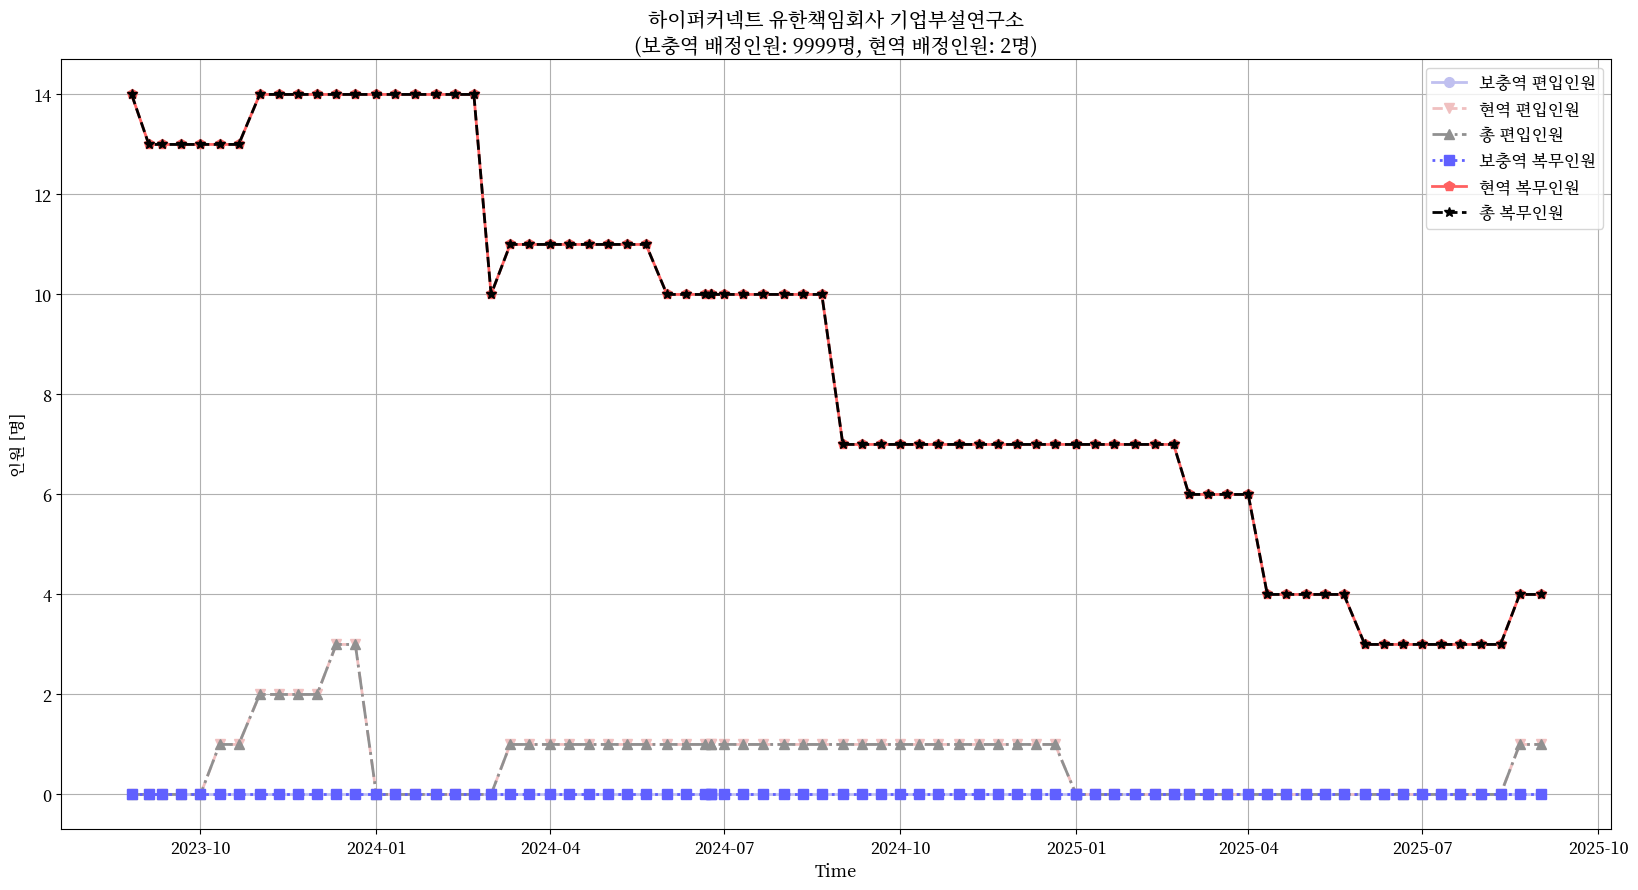 하이퍼커넥트 유한책임회사 기업부설연구소
(보충역 배정인원: 9999명, 현역 배정인원: 2명)
보충역 편입인원
현역 편입인원
총 편입인원
보충역 복무인원
현역 복무인원
총 복무인원
인원 [명]
14
12
10
8
6
4
2
0
2023-10
2024-01
2024-04
2024-07
2024-10
2025-01
2025-04
2025-07
2025-10
Time